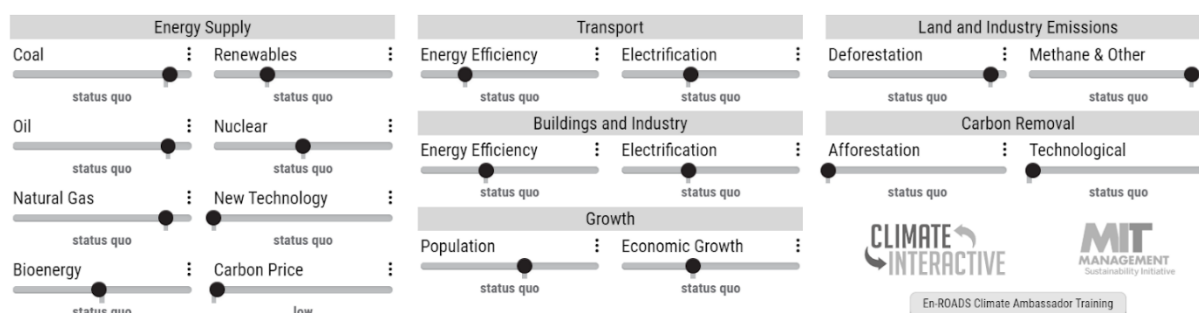 Energy Supply
Coal
Renewables
status quo
status quo
Oil
Nuclear
status quo
status quo
Natural Gas
New Technology
status quo
status quo
Bioenergy
Carbon Price
status quo
low
Transport
Energy Efficiency
Electrification
status quo
status quo
Buildings and Industry
Energy Efficiency
Electrification
status quo
status quo
Growth
Population
Economic Growth
status quo
status quo
Land and Industry Emissions
Deforestation
Methane & Other
status quo
status quo
Carbon Removal
Afforestation
Technological
status quo
status quo
CLIMATE
INTERACTIVE
MIT
MANAGEMENT
Sustainability Initiative
En-ROADS Climate Ambassador Training